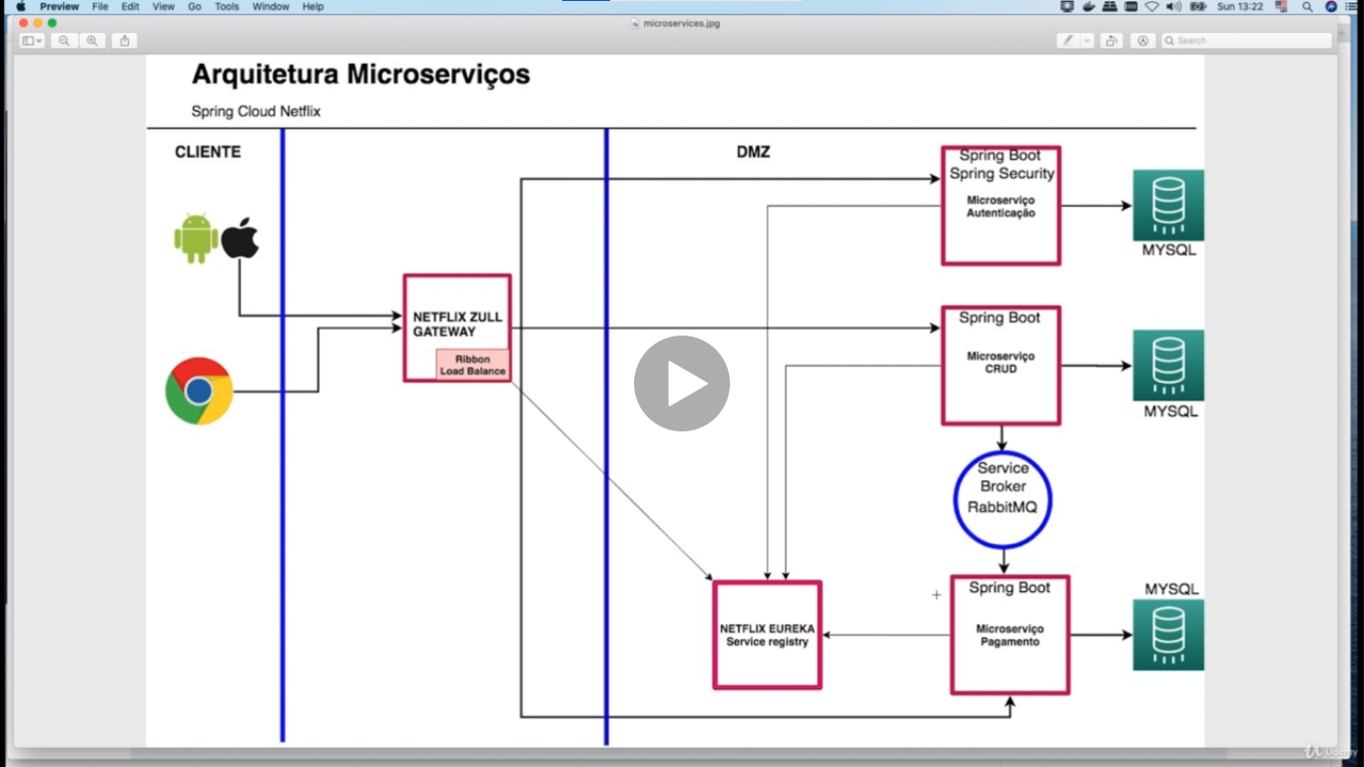 Preview File Edit View Go Tools Window Help
Sun 13:22
microservices.jpg
Search
Arquitetura Microserviços
Spring Cloud Netflix
CLIENTE
DMZ
Spring Boot
Spring Security
Microserviço
Autenticação
MYSQL
NETFLIX ZULL
GATEWAY
Ribbon
Load Balance
Spring Boot
Microserviço
CRUD
MYSQL
Service
Broker
RabbitMQ
NETFLIX EUREKA
Service registry
Spring Boot
Microserviço
Pagamento
MYSQL
Udemy